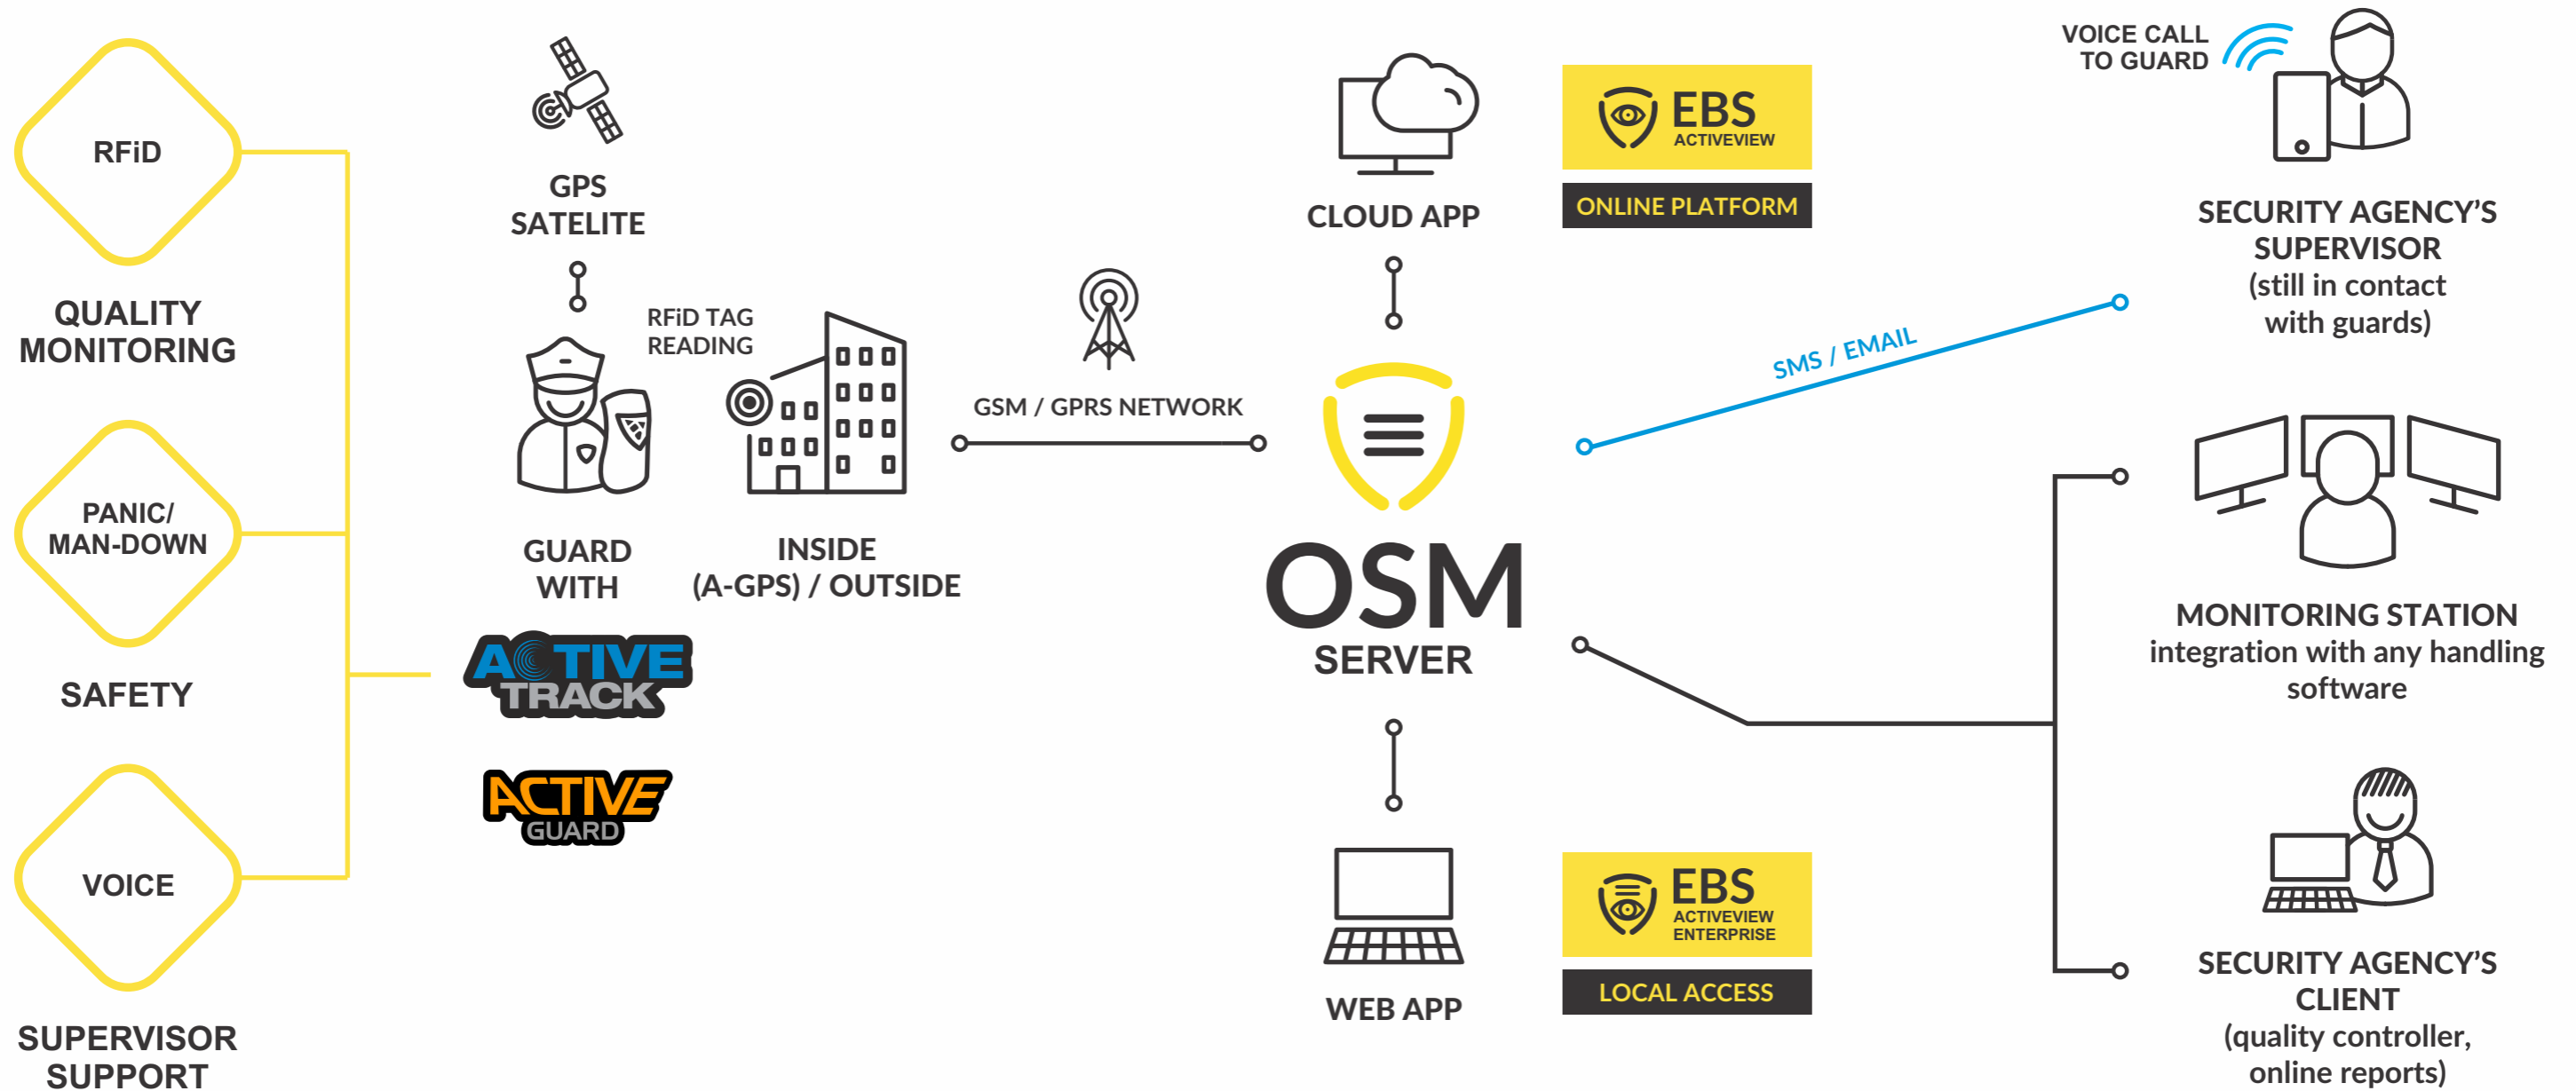 RFiD
QUALITY
MONITORING
PANIC/
MAN-DOWN
SAFETY
VOICE
SUPERVISOR
SUPPORT
GPS
SATELITE
RFiD TAG
READING
GUARD
WITH
INSIDE
(A-GPS) / OUTSIDE
ACTIVE
TRACK
ACTIVE
GUARD
GSM / GPRS NETWORK
CLOUD APP
EBS
ACTIVEVIEW
ONLINE PLATFORM
OSM
SERVER
WEB APP
EBS
ACTIVEVIEW
ENTERPRISE
LOCAL ACCESS
SMS / EMAIL
VOICE CALL
TO GUARD
SECURITY AGENCY’S
SUPERVISOR
(still in contact
with guards)
MONITORING STATION
integration with any handling
software
SECURITY AGENCY’S
CLIENT
(quality controller,
online reports)